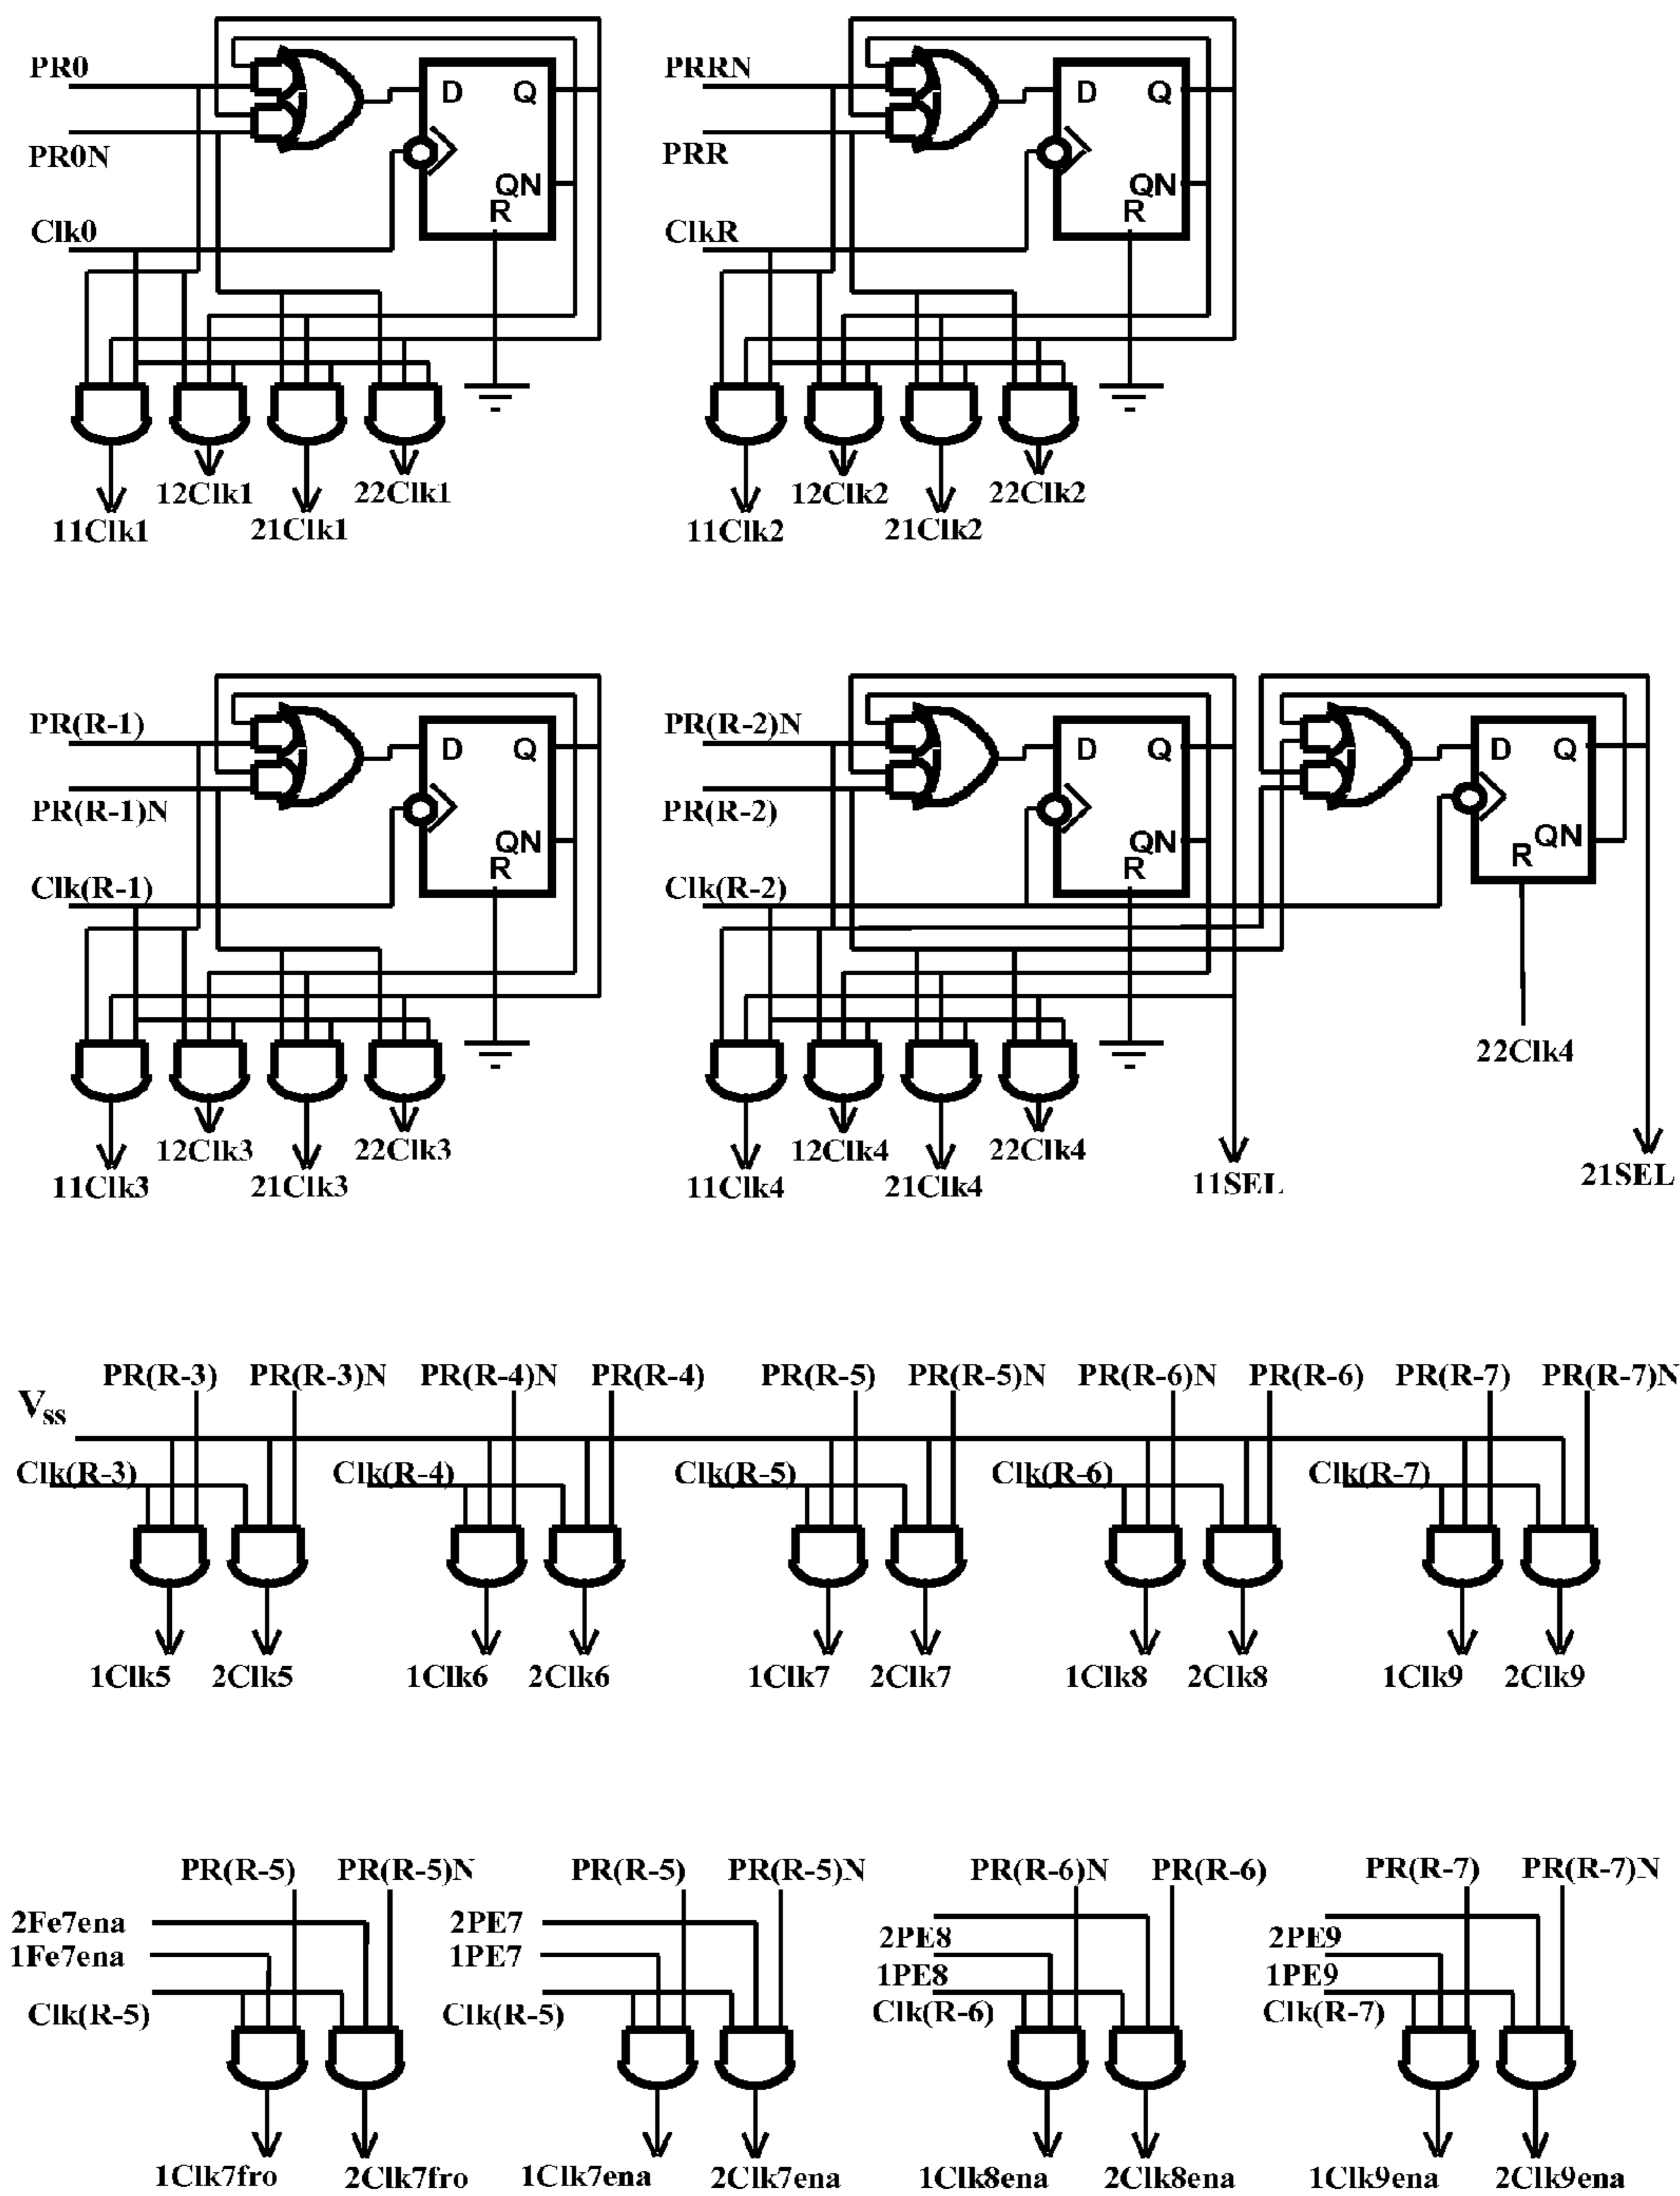 PR0
D Q
PR0N
QN
R
Clk0
12Clk1 22Clk1
11Clk1 21Clk1
PRRN
D Q
PRR
QN
R
ClkR
12Clk2 22Clk2
11Clk2 21Clk2
PR(R-1)
D Q
PR(R-1)N
QN
R
Clk(R-1)
12Clk3 22Clk3
11Clk3 21Clk3
PR(R-2)N
D Q
PR(R-2)
QN
R
Clk(R-2)
12Clk4 22Clk4
11Clk4 21Clk4
11SEL
D Q
QN
R
22Clk4
21SEL
PR(R-3) PR(R-3)N PR(R-4)N PR(R-4) PR(R-5) PR(R-5)N PR(R-6)N PR(R-6) PR(R-7) PR(R-7)N
Vss
Clk(R-3) Clk(R-4) Clk(R-5) Clk(R-6) Clk(R-7)
1Clk5 2Clk5 1Clk6 2Clk6 1Clk7 2Clk7 1Clk8 2Clk8 1Clk9 2Clk9
PR(R-5) PR(R-5)N
2Fe7ena
1Fe7ena
Clk(R-5)
1Clk7fro 2Clk7fro
PR(R-5) PR(R-5)N
2PE7
1PE7
Clk(R-5)
1Clk7ena 2Clk7ena
PR(R-6)N PR(R-6)
2PE8
1PE8
Clk(R-6)
1Clk8ena 2Clk8ena
PR(R-7) PR(R-7)N
2PE9
1PE9
Clk(R-7)
1Clk9ena 2Clk9ena